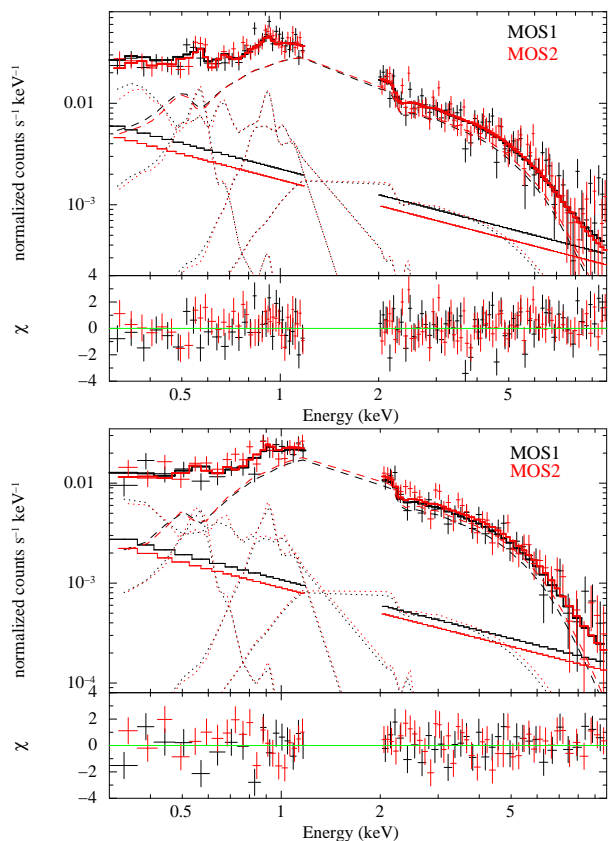 MOS1
MOS2
0.01
10⁻³
normalized counts s⁻¹ keV⁻¹
4
2
0
−2
−4
χ
0.5 1 2 5
Energy (keV)
MOS1
MOS2
0.01
10⁻³
10⁻⁴
normalized counts s⁻¹ keV⁻¹
4
2
0
−2
−4
χ
0.5 1 2 5
Energy (keV)